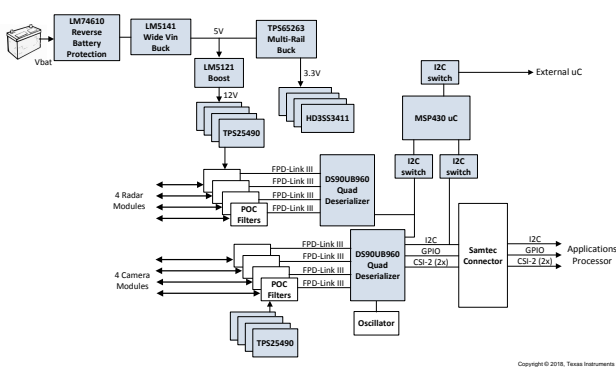 LM74610
Reverse
Battery
Protection
LM5141
Wide Vin
Buck
5V
TPS65263
Multi-Rail
Buck
Vbat
LM5121
Boost
3.3V
12V
HD3SS3411
TPS25490
I2C
switch
External uC
MSP430 uC
I2C
switch
I2C
switch
4 Radar
Modules
POC
Filters
FPD-Link III
FPD-Link III
FPD-Link III
FPD-Link III
DS90UB960
Quad
Deserializer
4 Camera
Modules
POC
Filters
FPD-Link III
FPD-Link III
FPD-Link III
FPD-Link III
DS90UB960
Quad
Deserializer
I2C
GPIO
CSI-2 (2x)
Samtec
Connector
I2C
GPIO
CSI-2 (2x)
Applications
Processor
Oscillator
TPS25490
Copyright © 2018, Texas Instruments